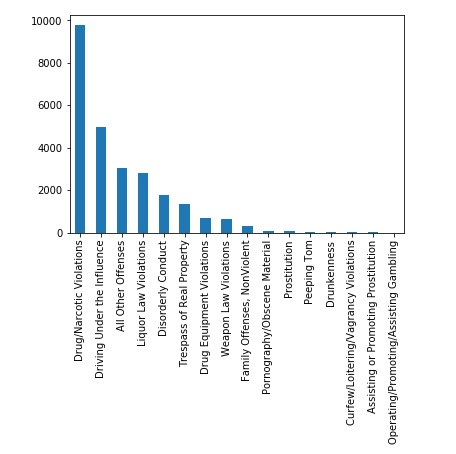 10000
8000
6000
4000
2000
0
Drug/Narcotic Violations
Driving Under the Influence
All Other Offenses
Liquor Law Violations
Disorderly Conduct
Trespass of Real Property
Drug Equipment Violations
Weapon Law Violations
Family Offenses, NonViolent
Pornography/Obscene Material
Prostitution
Peeping Tom
Drunkenness
Curfew/Loitering/Vagrancy Violations
Assisting or Promoting Prostitution
Operating/Promoting/Assisting Gambling